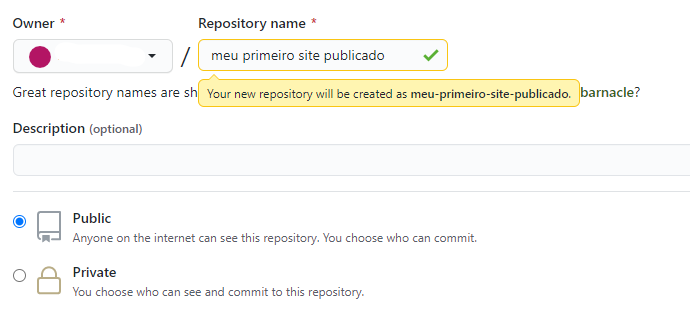 Owner * Repository name *
/ meu primeiro site publicado
Great repository names are sh barnacle?
Your new repository will be created as meu-primeiro-site-publicado.
Description (optional)
Public
Anyone on the internet can see this repository. You choose who can commit.
Private
You choose who can see and commit to this repository.